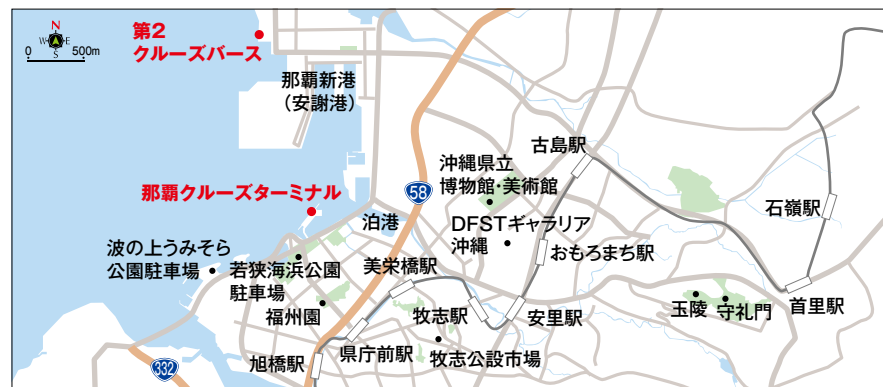 N
W
E
0 500m
第2
クルーズバース
那覇新港
（安謝港）
古島駅
沖縄県立
博物館・美術館
58
那覇クルーズターミナル
石嶺駅
泊港
DFSTギャラリア
沖縄
波の上うみそら
公園駐車場
若狭海浜公園
駐車場
おもろまち駅
美栄橋駅
福州園
牧志駅
安里駅
玉陵
守礼門
首里駅
332
旭橋駅
県庁前駅
牧志公設市場